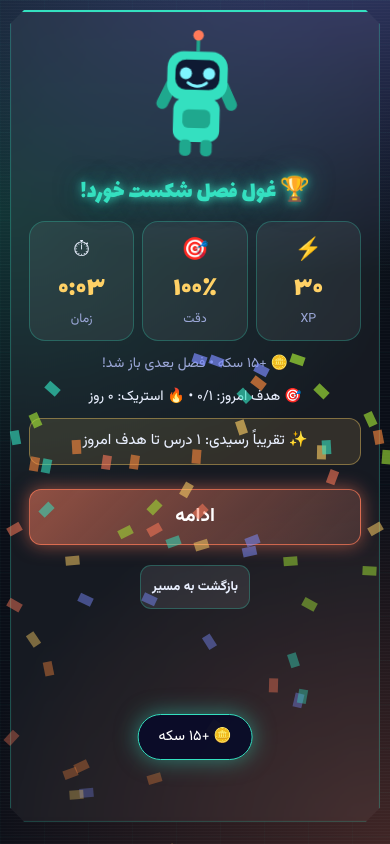 🏆 غول فصل شکست خورد!
⚡ 🎯 ⏱
۳۰ ۱۰۰٪ ۰:۰۳
XP دقت زمان
🪙 +۱۵ سکه • فصل بعدی باز شد!
🎯 هدف امروز: ۰/۱ • 🔥 استریک: ۰ روز
✨ تقریباً رسیدی: ۱ درس تا هدف امروز
ادامه
بازگشت به مسیر
🪙 +۱۵ سکه